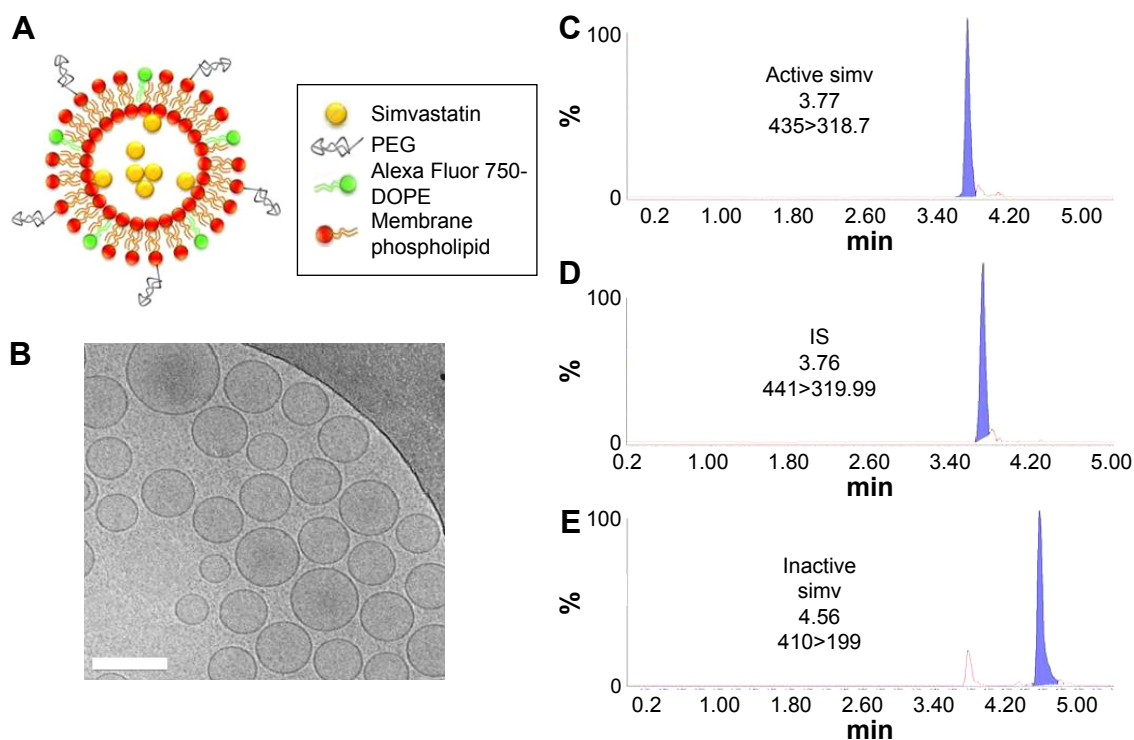 A
Simvastatin
PEG
Alexa Fluor 750-
DOPE
Membrane
phospholipid
B
C
100
%
0
Active simv
3.77
435>318.7
0.2 1.00 1.80 2.60 3.40 4.20 5.00
min
D
100
%
0
IS
3.76
441>319.99
0.2 1.00 1.80 2.60 3.40 4.20 5.00
min
E
100
%
0
Inactive
simv
4.56
410>199
0.2 1.00 1.80 2.60 3.40 4.20 5.00
min